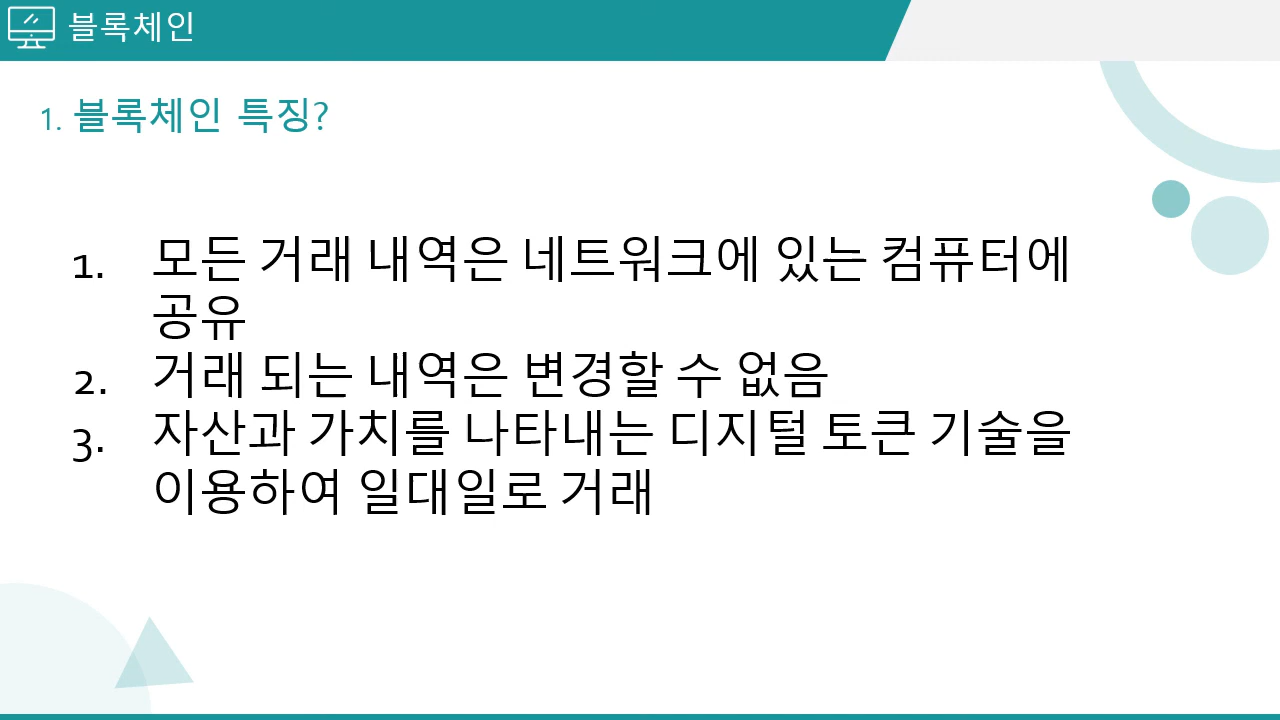 블록체인
1. 블록체인 특징?
1. 모든 거래 내역은 네트워크에 있는 컴퓨터에
공유
2. 거래 되는 내역은 변경할 수 없음
3. 자산과 가치를 나타내는 디지털 토큰 기술을
이용하여 일대일로 거래